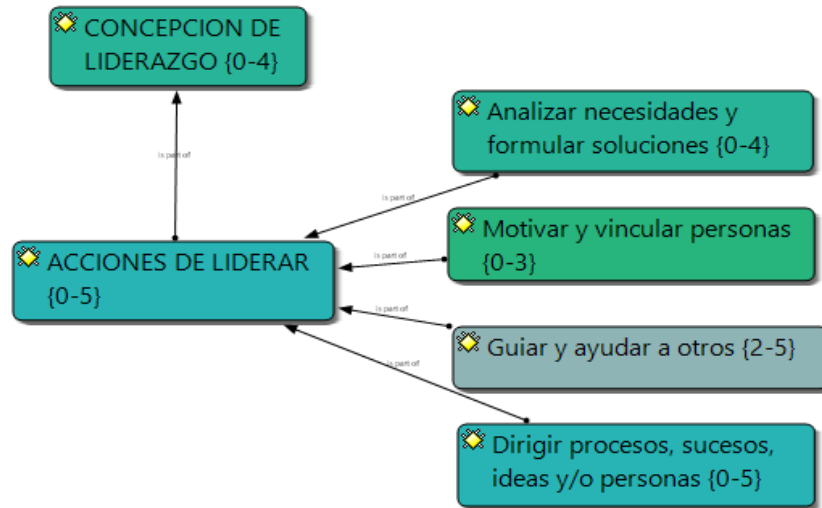 CONCEPCION DE
LIDERAZGO {0-4}
is part of
Analizar necesidades y
formular soluciones {0-4}
is part of
Motivar y vincular personas
{0-3}
is part of
ACCIONES DE LIDERAR
{0-5}
is part of
Guiar y ayudar a otros {2-5}
is part of
Dirigir procesos, sucesos,
ideas y/o personas {0-5}